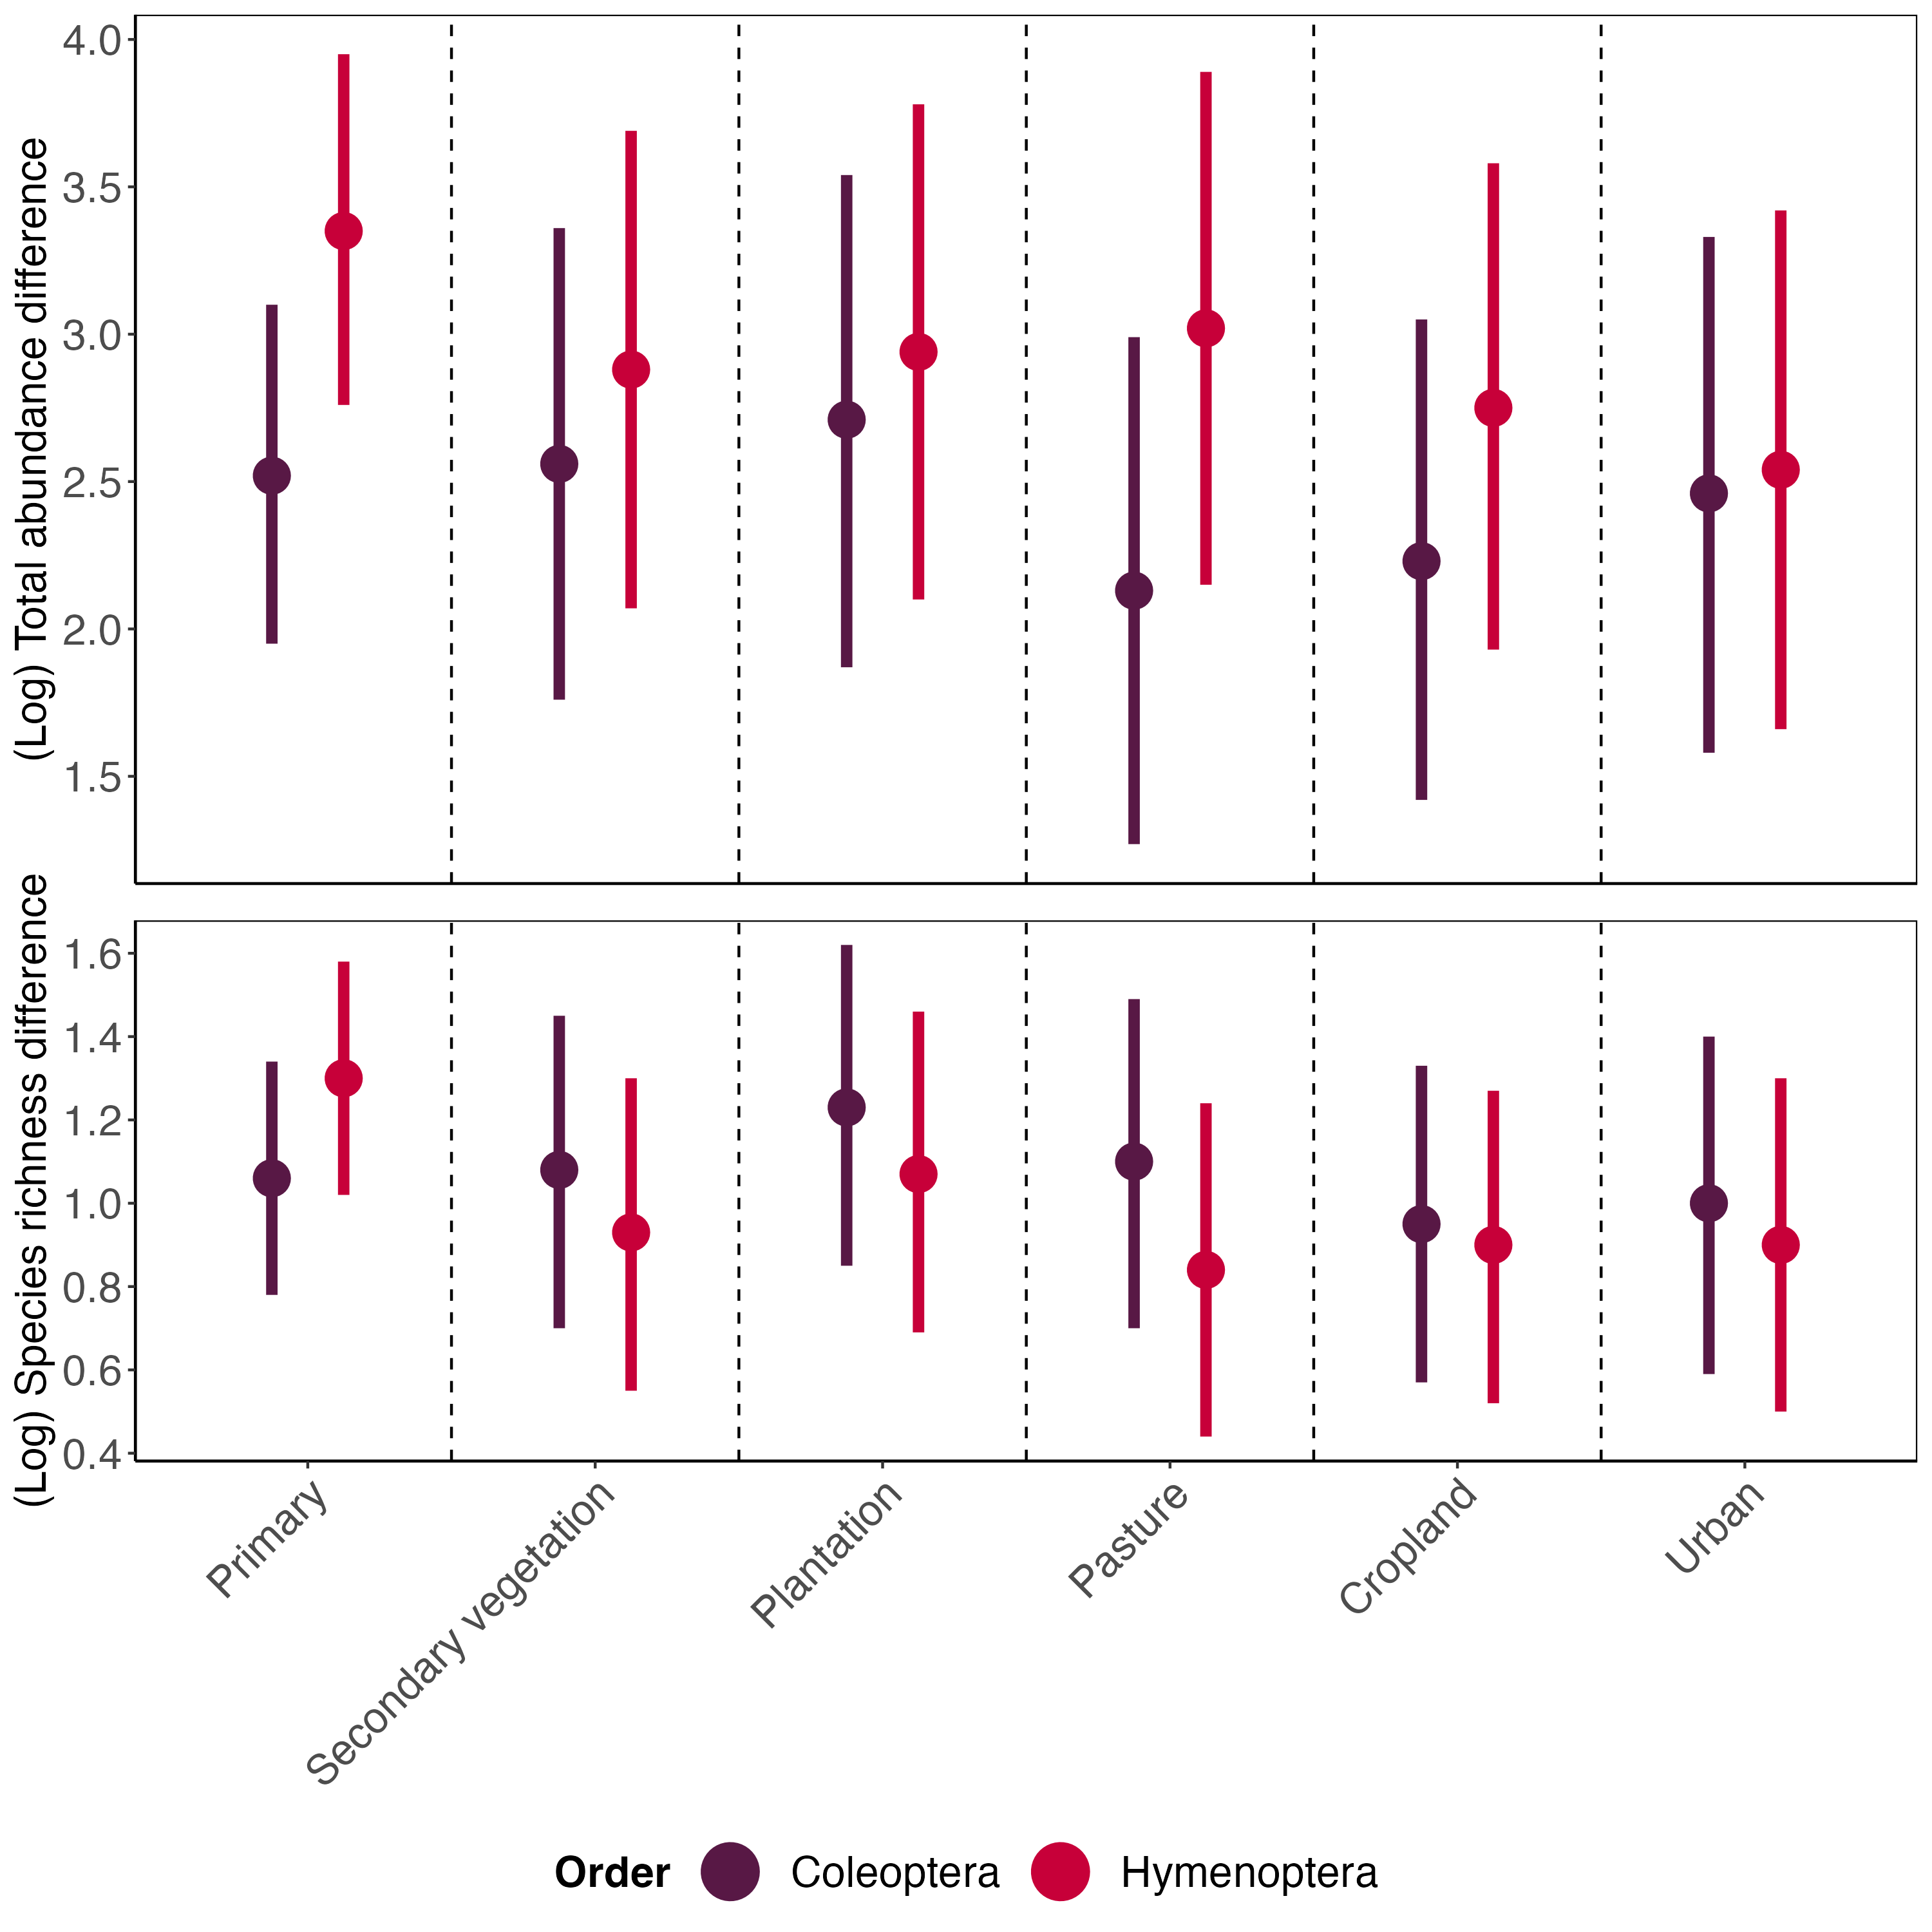 (Log) Total abundance difference
4.0
3.5
3.0
2.5
2.0
1.5
(Log) Species richness difference
1.6
1.4
1.2
1.0
0.8
0.6
0.4
Primary
Secondary vegetation
Plantation
Pasture
Cropland
Urban
Order Coleoptera Hymenoptera